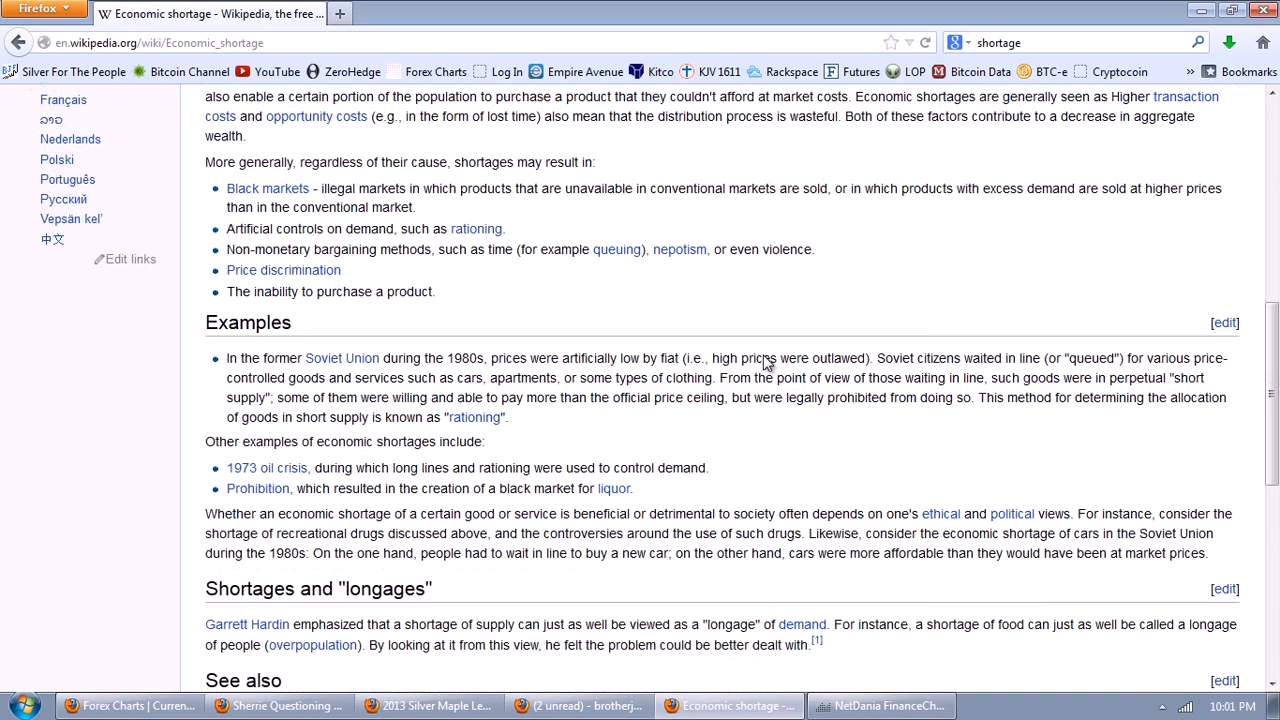 Firefox
Economic shortage - Wikipedia, the free ...
en.wikipedia.org/wiki/Economic_shortage
shortage
Silver For The People Bitcoin Channel YouTube ZeroHedge Forex Charts Log In Empire Avenue Kitco KJV 1611 Rackspace Futures LOP Bitcoin Data BTC-e Cryptocoin » Bookmarks
Français
ລາວ
Nederlands
Polski
Português
Русский
Vepsän kel’
中文
Edit links
also enable a certain portion of the population to purchase a product that they couldn't afford at market costs. Economic shortages are generally seen as Higher transaction
costs and opportunity costs (e.g., in the form of lost time) also mean that the distribution process is wasteful. Both of these factors contribute to a decrease in aggregate
wealth.
More generally, regardless of their cause, shortages may result in:
Black markets - illegal markets in which products that are unavailable in conventional markets are sold, or in which products with excess demand are sold at higher prices
than in the conventional market.
Artificial controls on demand, such as rationing.
Non-monetary bargaining methods, such as time (for example queuing), nepotism, or even violence.
Price discrimination
The inability to purchase a product.
Examples [edit]
In the former Soviet Union during the 1980s, prices were artificially low by fiat (i.e., high prices were outlawed). Soviet citizens waited in line (or "queued") for various price-
controlled goods and services such as cars, apartments, or some types of clothing. From the point of view of those waiting in line, such goods were in perpetual "short
supply"; some of them were willing and able to pay more than the official price ceiling, but were legally prohibited from doing so. This method for determining the allocation
of goods in short supply is known as "rationing".
Other examples of economic shortages include:
1973 oil crisis, during which long lines and rationing were used to control demand.
Prohibition, which resulted in the creation of a black market for liquor.
Whether an economic shortage of a certain good or service is beneficial or detrimental to society often depends on one's ethical and political views. For instance, consider the
shortage of recreational drugs discussed above, and the controversies around the use of such drugs. Likewise, consider the economic shortage of cars in the Soviet Union
during the 1980s: On the one hand, people had to wait in line to buy a new car; on the other hand, cars were more affordable than they would have been at market prices.
Shortages and "longages" [edit]
Garrett Hardin emphasized that a shortage of supply can just as well be viewed as a "longage" of demand. For instance, a shortage of food can just as well be called a longage
of people (overpopulation). By looking at it from this view, he felt the problem could be better dealt with.[1]
See also [edit]
Forex Charts | Curren... Sherrie Questioning ... 2013 Silver Maple Le... (2 unread) - brotherj... Economic shortage -... NetDania FinanceCh... 10:01 PM